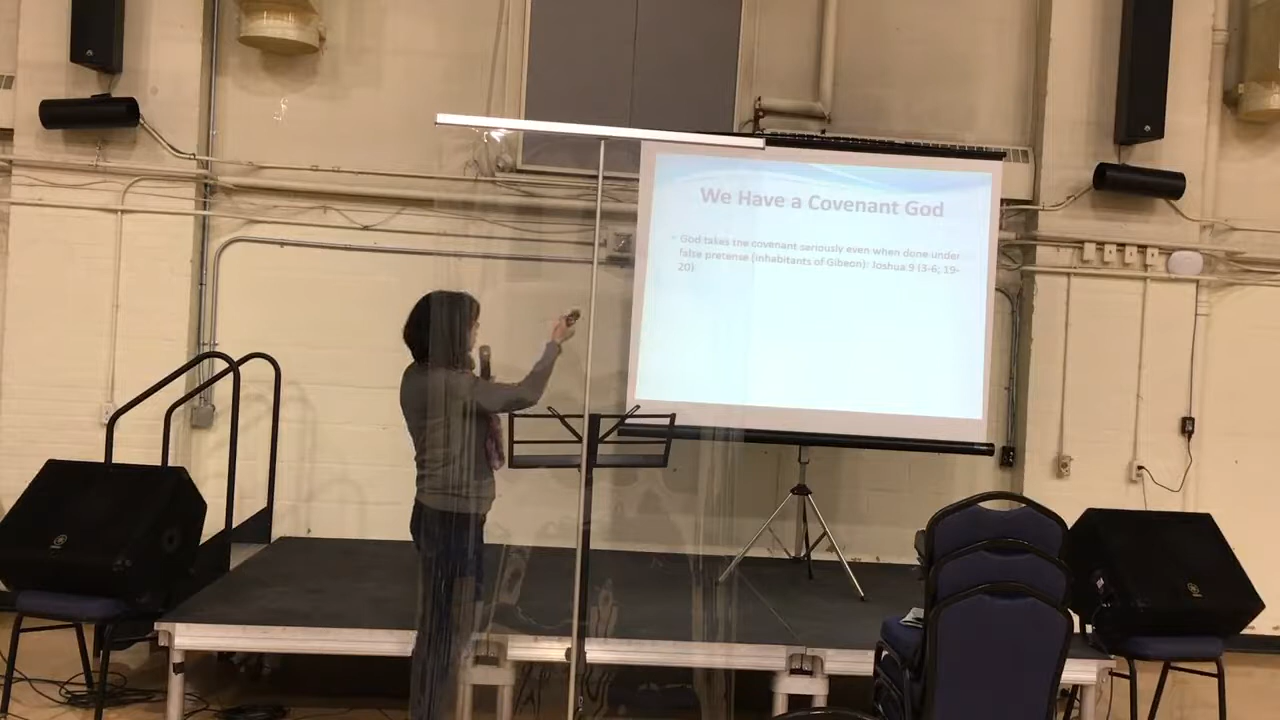 We Have a Covenant God
God takes the covenant seriously even when done under
false pretense (inhabitants of Gibeon): Joshua 9 (3-6; 19-
20)